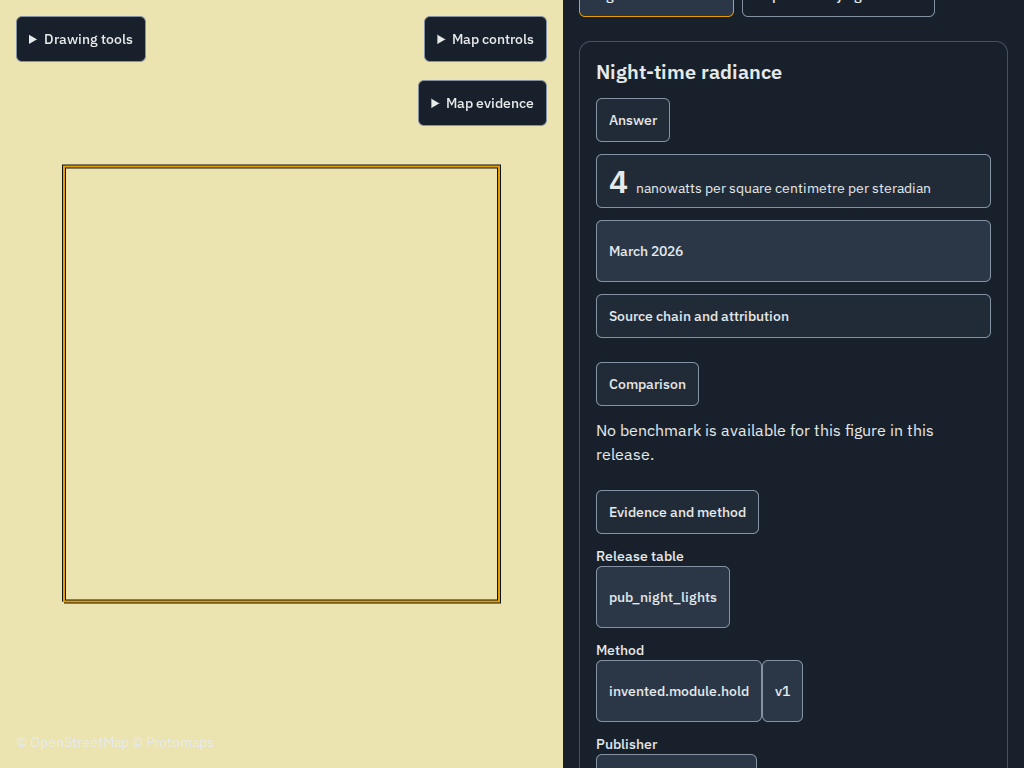 Drawing tools
Map controls
Map evidence
© OpenStreetMap © Protomaps
Night-time radiance
Answer
4 nanowatts per square centimetre per steradian
March 2026
Source chain and attribution
Comparison
No benchmark is available for this figure in this
release.
Evidence and method
Release table
pub_night_lights
Method
invented.module.hold v1
Publisher